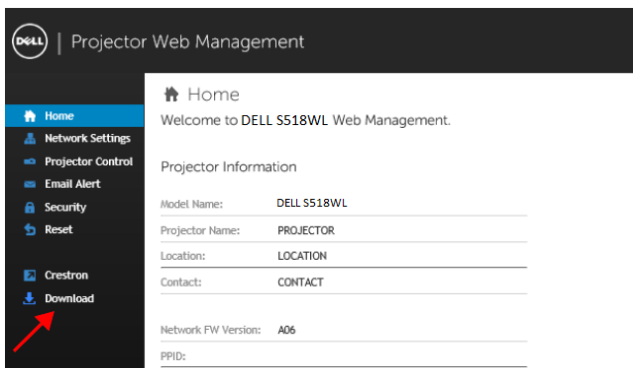 DELL | Projector Web Management
Home
Network Settings
Projector Control
Email Alert
Security
Reset
Crestron
Download
Home
Welcome to DELL S518WL Web Management.
Projector Information
Model Name: DELL S518WL
Projector Name: PROJECTOR
Location: LOCATION
Contact: CONTACT
Network FW Version: A06
PPID: